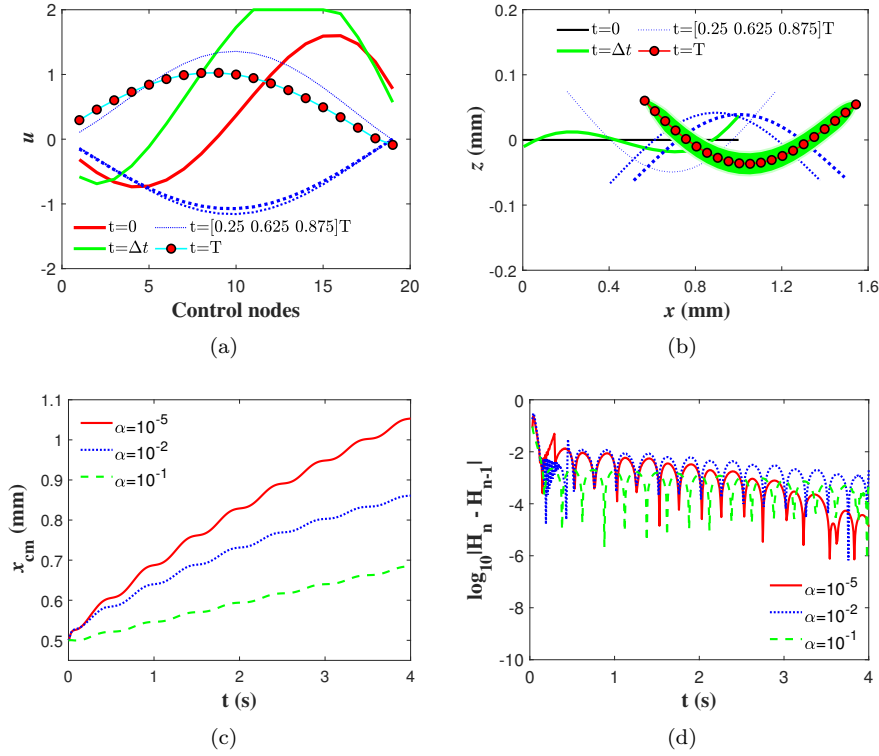 2
1
0
-1
-2
u
t=0
t=[0.25 0.625 0.875]T
t=Δt
t=T
0
5
10
15
20
Control nodes
(a)
0.2
0.1
0
-0.1
-0.2
z (mm)
t=0
t=[0.25 0.625 0.875]T
t=Δt
t=T
0
0.4
0.8
1.2
1.6
x (mm)
(b)
1.1
1
0.9
0.8
0.7
0.6
0.5
x_cm (mm)
α=10^-5
α=10^-2
α=10^-1
0
1
2
3
4
t (s)
(c)
0
-2
-4
-6
-8
-10
log_10|H_n - H_n-1|
α=10^-5
α=10^-2
α=10^-1
0
1
2
3
4
t (s)
(d)